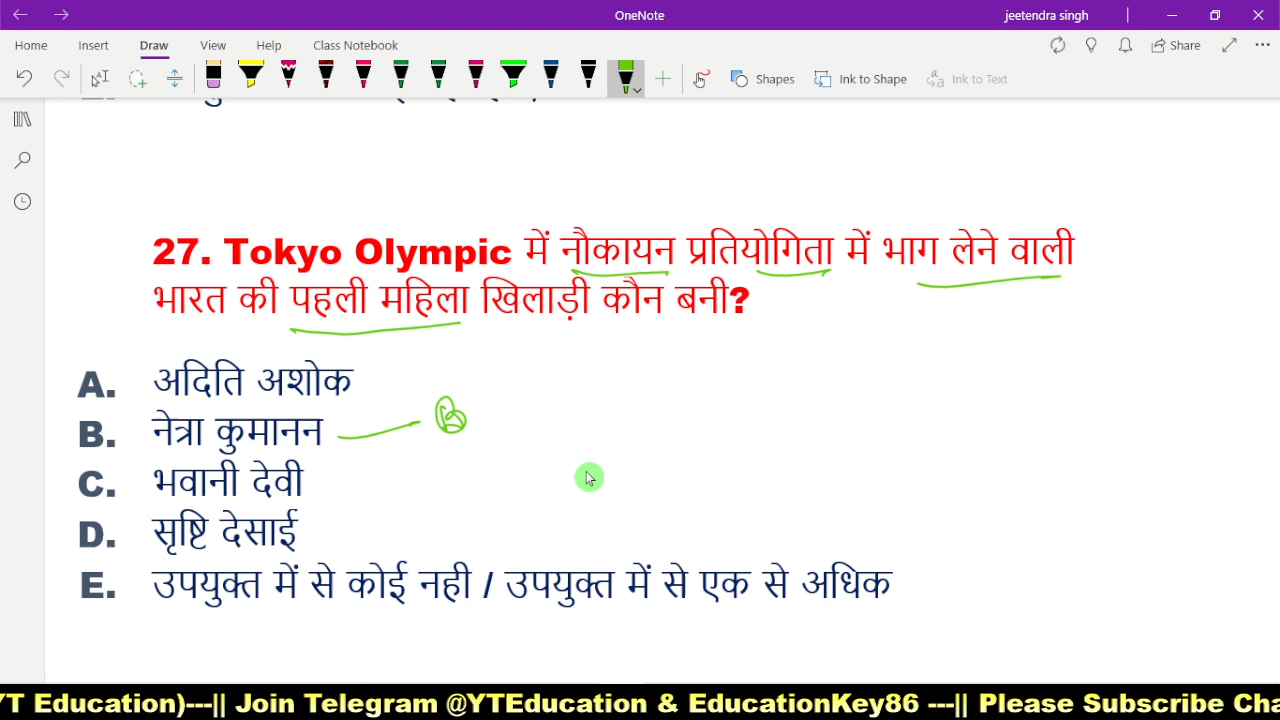 OneNote
jeetendra singh
Home Insert Draw View Help Class Notebook
Share
Shapes Ink to Shape Ink to Text
27. Tokyo Olympic में नौकायन प्रतियोगिता में भाग लेने वाली
भारत की पहली महिला खिलाड़ी कौन बनी?
A. अदिति अशोक
B. नेत्रा कुमानन
C. भवानी देवी
D. सृष्टि देसाई
E. उपयुक्त में से कोई नही / उपयुक्त में से एक से अधिक
YT Education)---|| Join Telegram @YTEducation & EducationKey86 ---|| Please Subscribe Cha